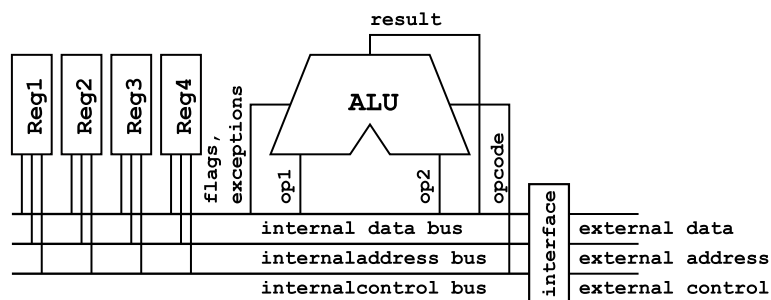 result
Reg1
Reg2
Reg3
Reg4
flags,
exceptions
ALU
op1
op2
opcode
interface
internal data bus
external data
internaladdress bus
external address
internalcontrol bus
external control